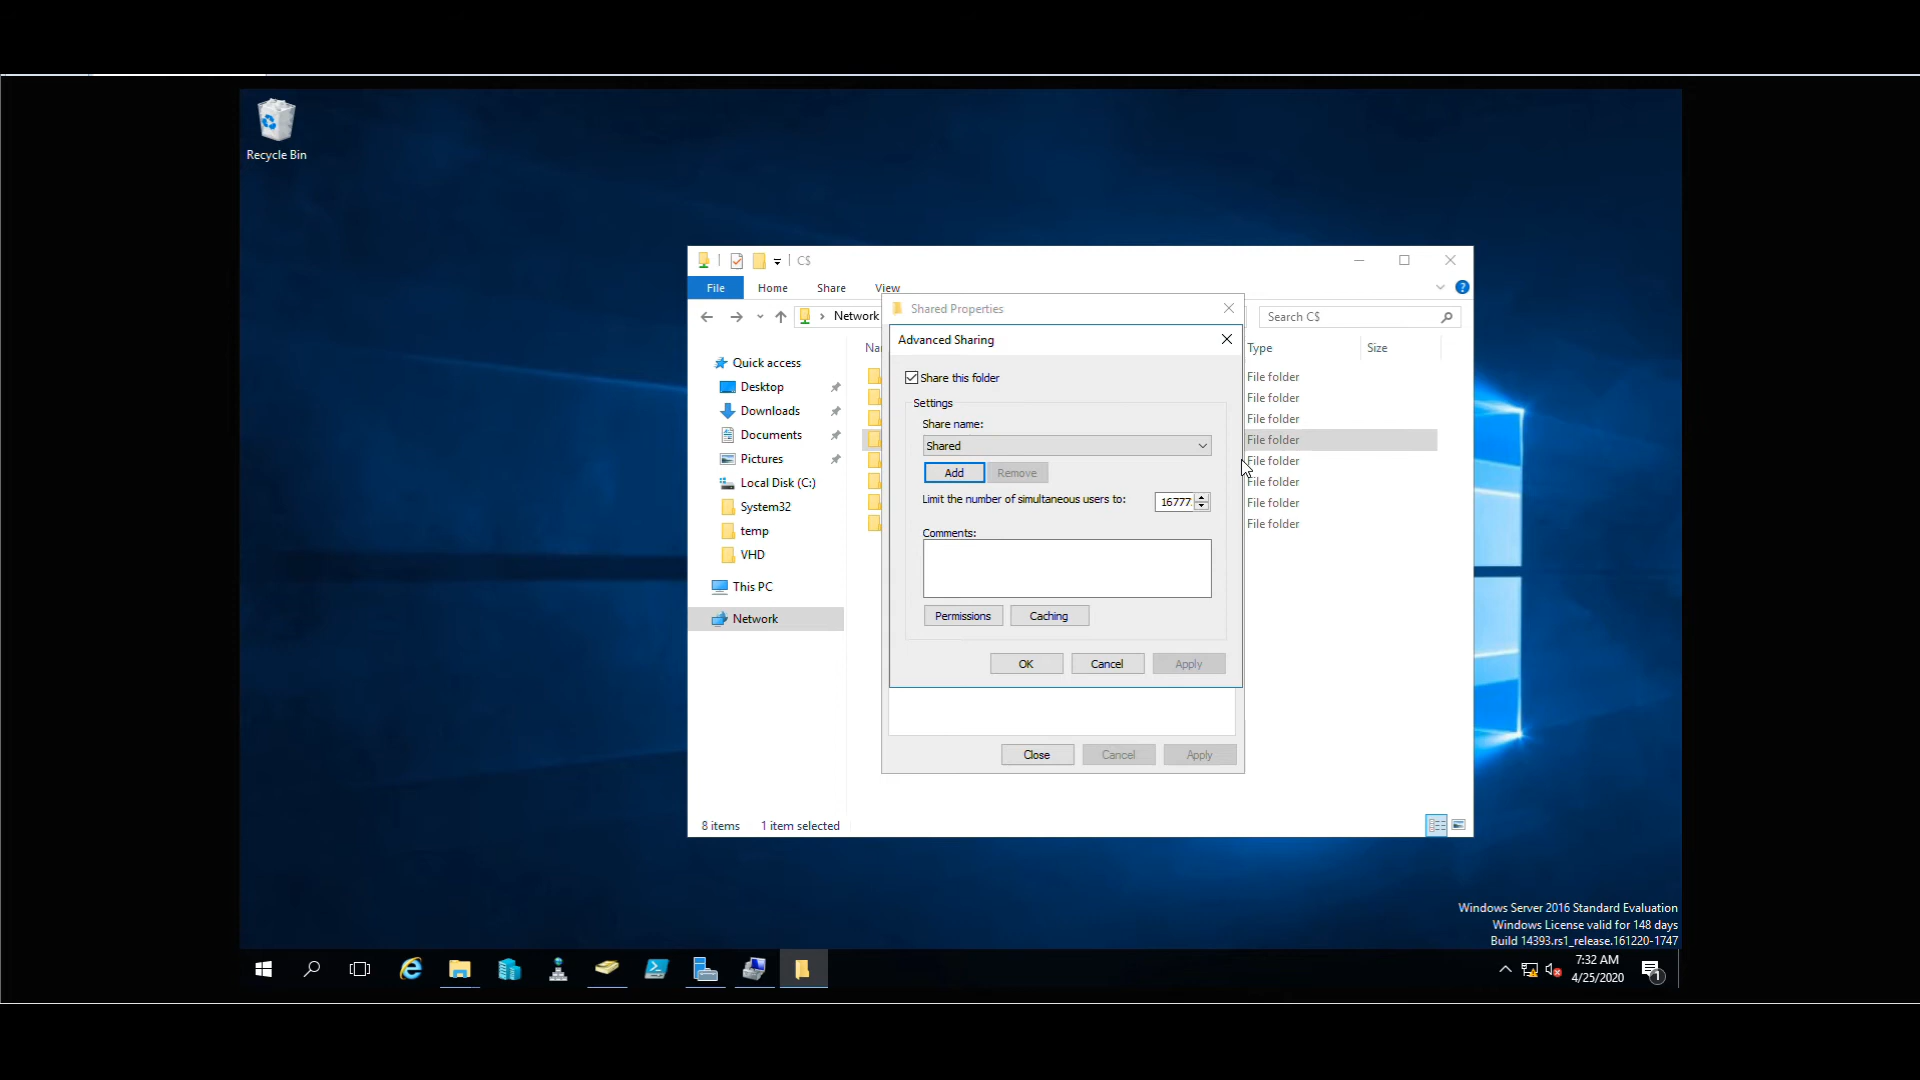 Recycle Bin
C$
File
Home
Share
View
Shared Properties
Network
Search C$
Advanced Sharing
Type
Size
Quick access
Desktop
Downloads
Documents
Pictures
Local Disk (C:)
System32
temp
VHD
This PC
Network
Share this folder
Settings
Share name:
Shared
Add
Remove
Limit the number of simultaneous users to:
16777
Comments:
Permissions
Caching
OK
Cancel
Apply
File folder
File folder
File folder
File folder
File folder
File folder
File folder
File folder
Close
Cancel
Apply
8 items
1 item selected
Windows Server 2016 Standard Evaluation
Windows License valid for 148 days
Build 14393.rs1_release.161220-1747
7:32 AM
4/25/2020
1